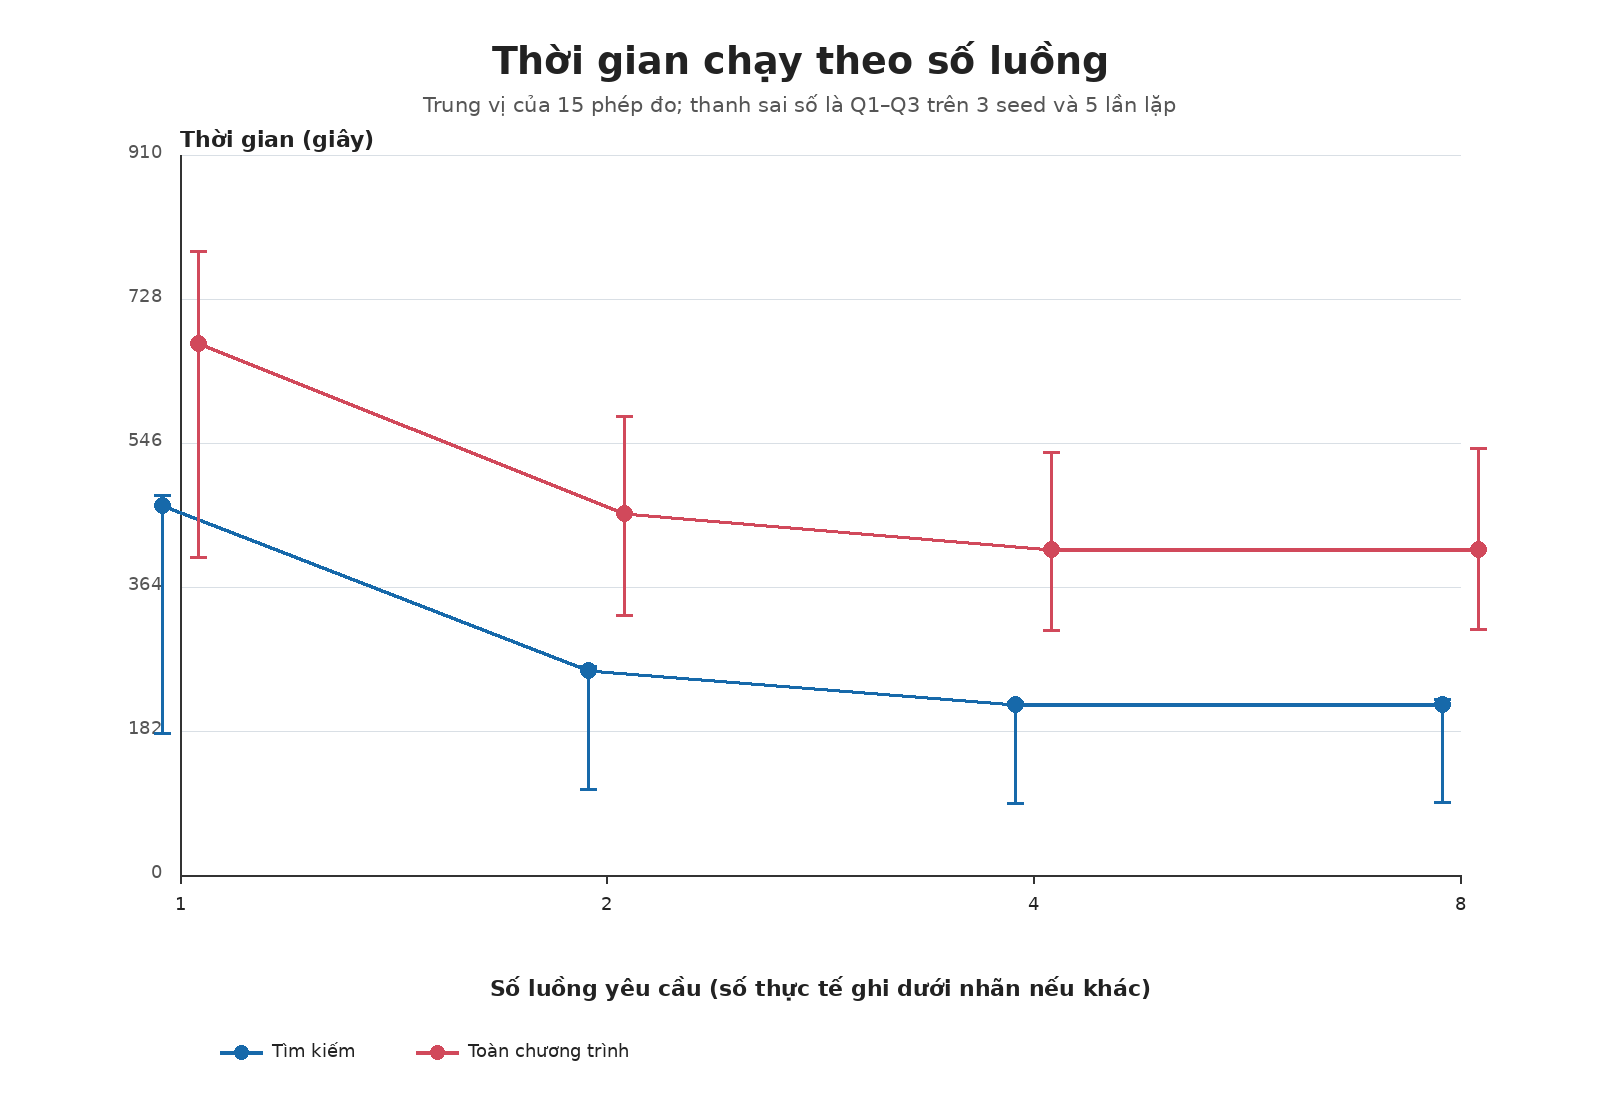 Thời gian chạy theo số luồng
Trung vị của 15 phép đo; thanh sai số là Q1–Q3 trên 3 seed và 5 lần lặp
Thời gian (giây)
910
728
546
364
182
0
1 2 4 8
Số luồng yêu cầu (số thực tế ghi dưới nhãn nếu khác)
Tìm kiếm Toàn chương trình